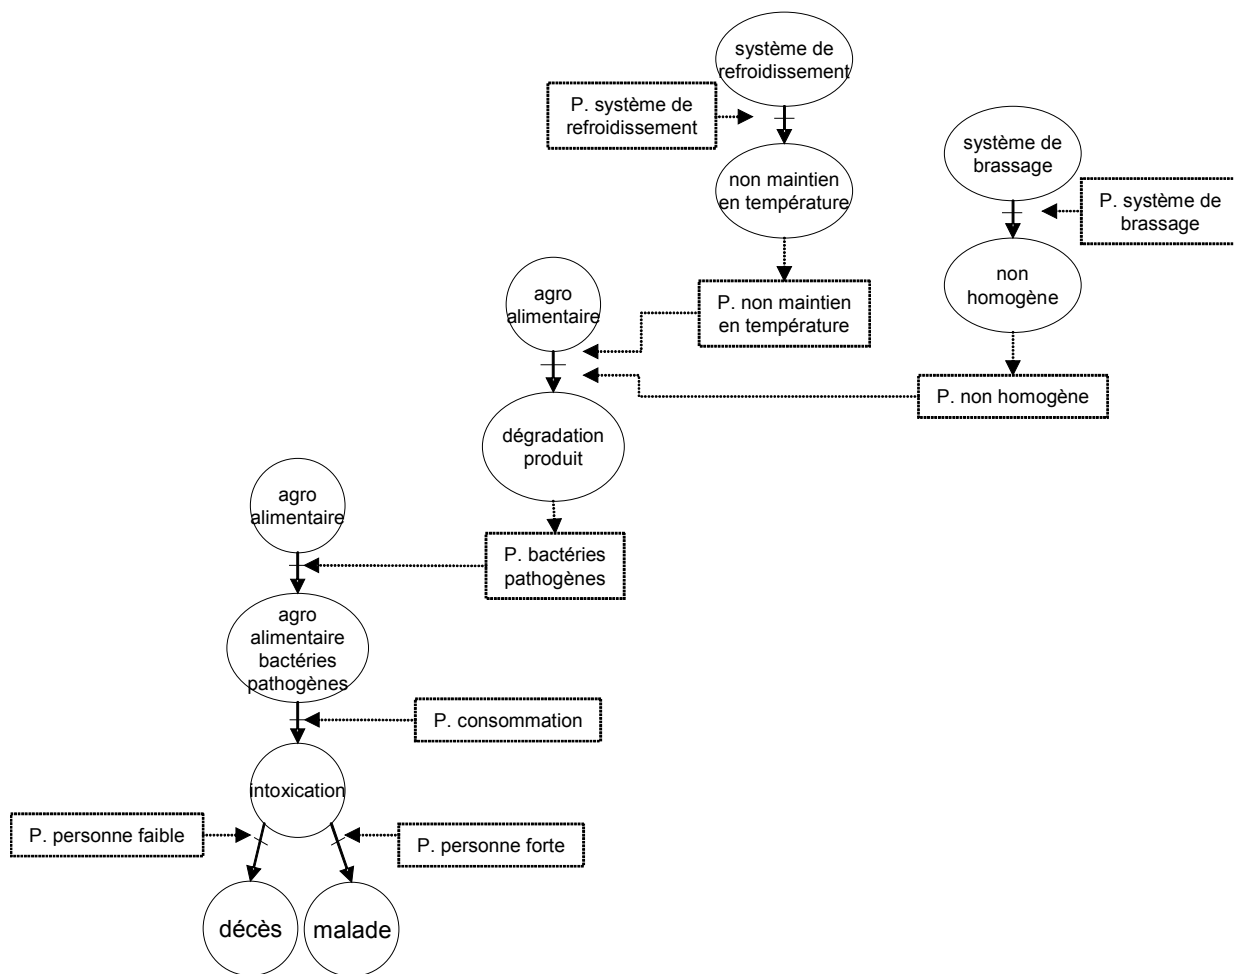 système de
refroidissement
P. système de
refroidissement
système de
brassage
non maintien
en température
P. système de
brassage
agro
alimentaire
non
homogène
P. non maintien
en température
P. non homogène
dégradation
produit
agro
alimentaire
P. bactéries
pathogènes
agro
alimentaire
bactéries
pathogènes
P. consommation
intoxication
P. personne faible
P. personne forte
décès
malade